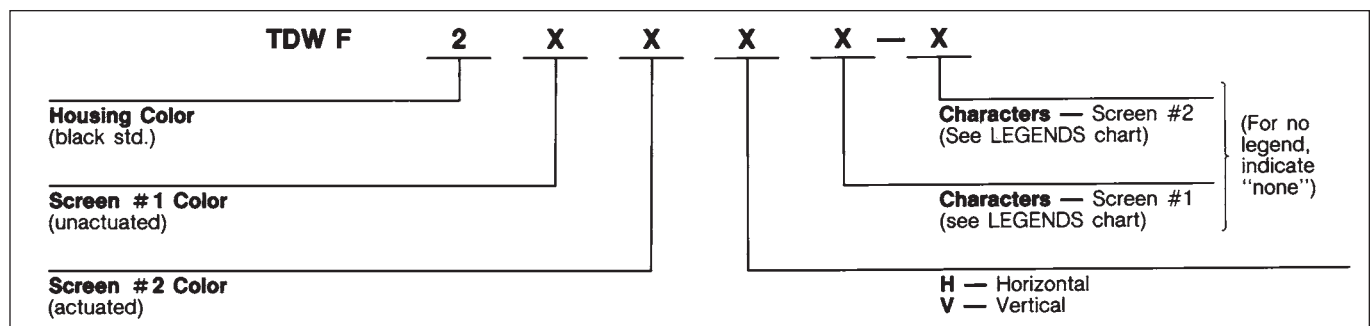 TDW F 2 X X X X — X
Housing Color
(black std.)
Screen #1 Color
(unactuated)
Screen #2 Color
(actuated)
Characters — Screen #2
(See LEGENDS chart)
Characters — Screen #1
(see LEGENDS chart)
(For no
legend,
indicate
"none")
H — Horizontal
V — Vertical